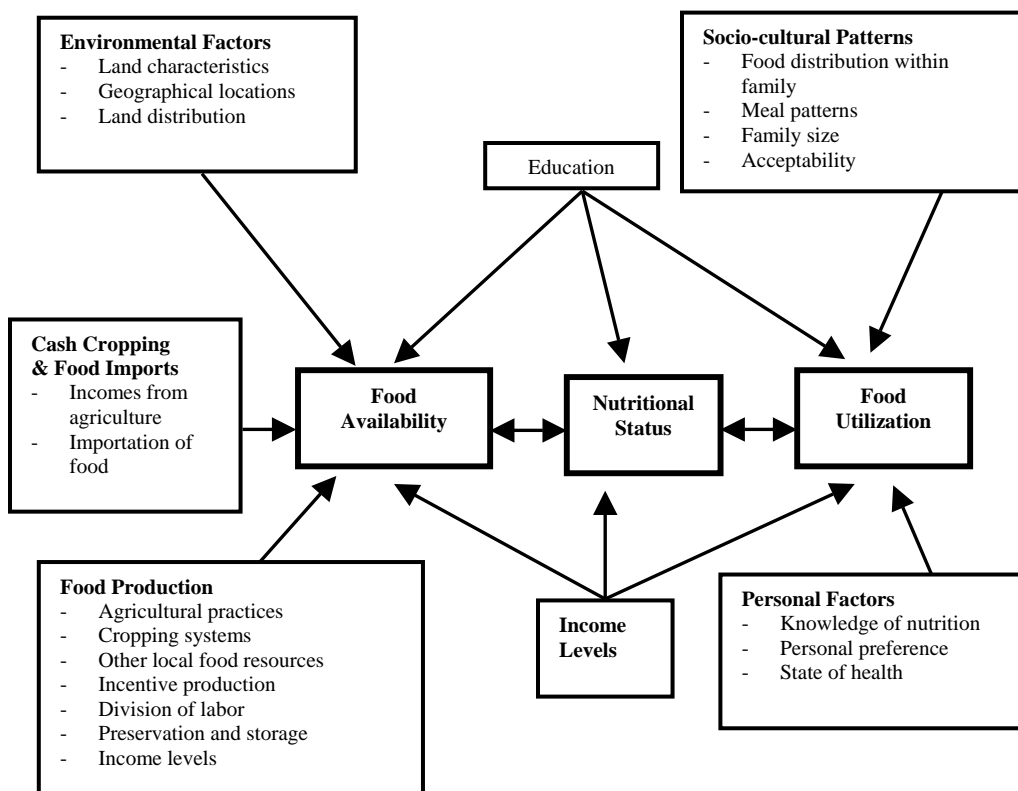 Environmental Factors
- Land characteristics
- Geographical locations
- Land distribution
Socio-cultural Patterns
- Food distribution within
family
- Meal patterns
- Family size
- Acceptability
Education
Cash Cropping
& Food Imports
- Incomes from
agriculture
- Importation of
food
Food
Availability
Nutritional
Status
Food
Utilization
Food Production
- Agricultural practices
- Cropping systems
- Other local food resources
- Incentive production
- Division of labor
- Preservation and storage
- Income levels
Income
Levels
Personal Factors
- Knowledge of nutrition
- Personal preference
- State of health